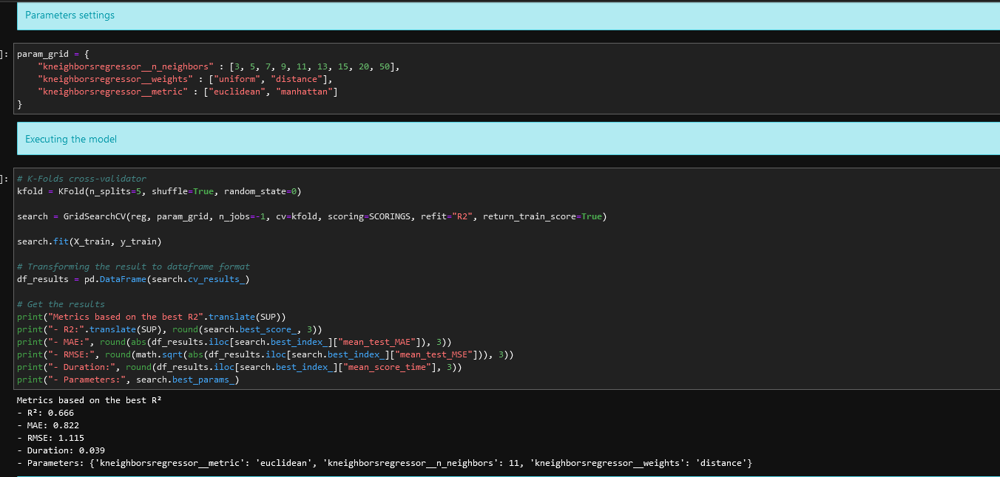 Parameters settings
]: param_grid = {
    "kneighborsregressor__n_neighbors" : [3, 5, 7, 9, 11, 13, 15, 20, 50],
    "kneighborsregressor__weights" : ["uniform", "distance"],
    "kneighborsregressor__metric" : ["euclidean", "manhattan"]
}
Executing the model
]: # K-Folds cross-validator
kfold = KFold(n_splits=5, shuffle=True, random_state=0)
search = GridSearchCV(reg, param_grid, n_jobs=-1, cv=kfold, scoring=SCORINGS, refit="R2", return_train_score=True)
search.fit(X_train, y_train)
# Transforming the result to dataframe format
df_results = pd.DataFrame(search.cv_results_)
# Get the results
print("Metrics based on the best R2".translate(SUP))
print("- R2:".translate(SUP), round(search.best_score_, 3))
print("- MAE:", round(abs(df_results.iloc[search.best_index_]["mean_test_MAE"]), 3))
print("- RMSE:", round(math.sqrt(abs(df_results.iloc[search.best_index_]["mean_test_MSE"])), 3))
print("- Duration:", round(df_results.iloc[search.best_index_]["mean_score_time"], 3))
print("- Parameters:", search.best_params_)
Metrics based on the best R²
- R²: 0.666
- MAE: 0.822
- RMSE: 1.115
- Duration: 0.039
- Parameters: {'kneighborsregressor__metric': 'euclidean', 'kneighborsregressor__n_neighbors': 11, 'kneighborsregressor__weights': 'distance'}